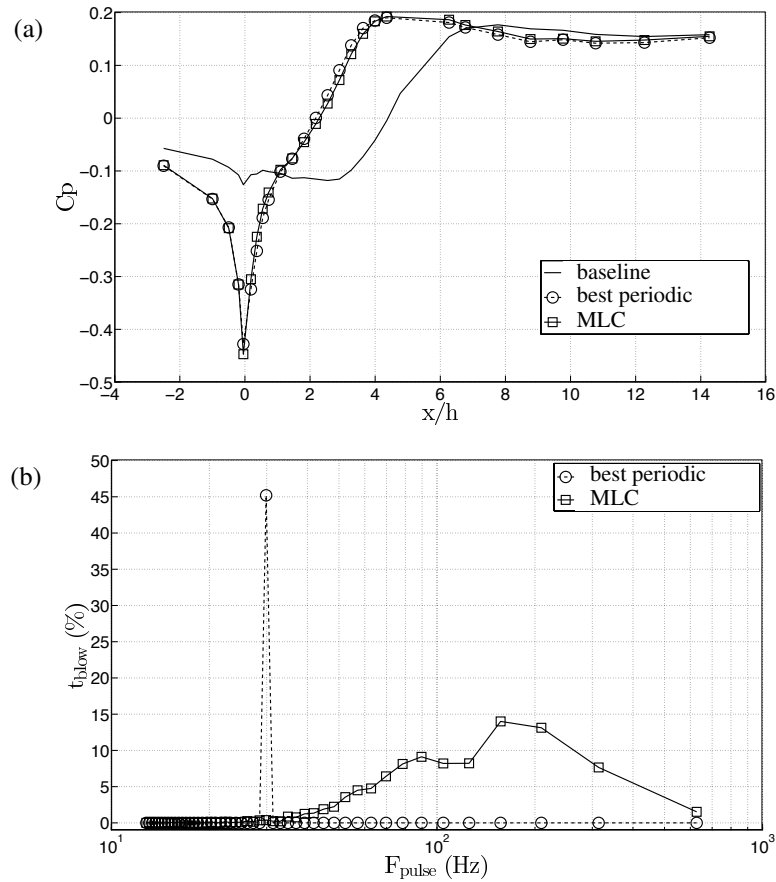 (a)
0.2
0.1
0
−0.1
−0.2
−0.3
−0.4
−0.5
Cp
−4 −2 0 2 4 6 8 10 12 14 16
x/h
baseline
best periodic
MLC
(b)
50
45
40
35
30
25
20
15
10
5
0
t_blow (%)
10^1 10^2 10^3
F_pulse (Hz)
best periodic
MLC